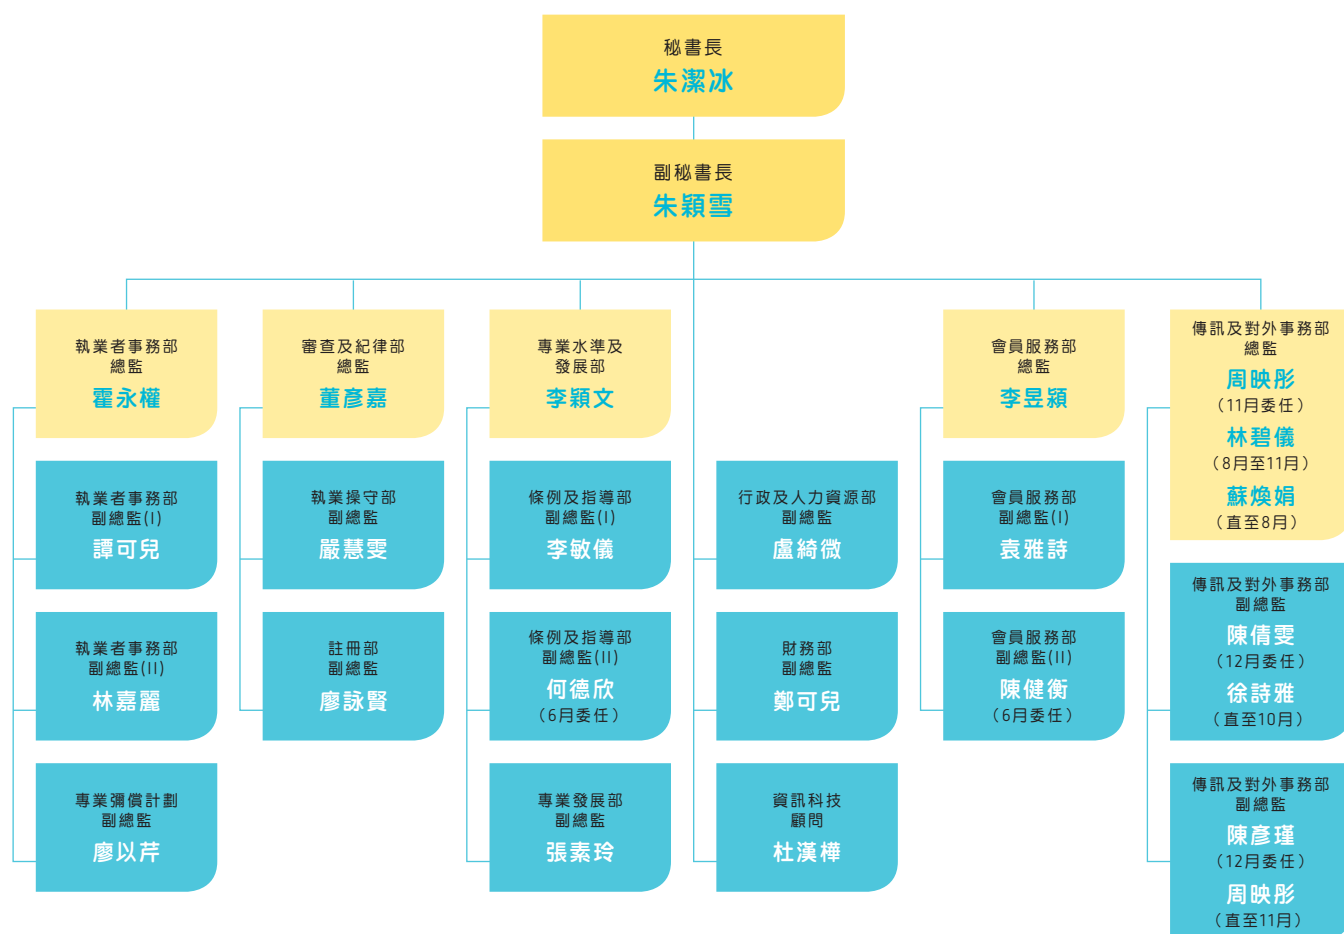 秘書長
朱潔冰
副秘書長
朱穎雪
執業者事務部
總監
霍永權
執業者事務部
副總監(I)
譚可兒
執業者事務部
副總監(II)
林嘉麗
專業彌償計劃
副總監
廖以芹
審查及紀律部
總監
董彥嘉
執業操守部
副總監
嚴慧雯
註冊部
副總監
廖詠賢
專業水準及
發展部
李穎文
條例及指導部
副總監(I)
李敏儀
條例及指導部
副總監(II)
何德欣
（6月委任）
專業發展部
副總監
張素玲
行政及人力資源部
副總監
盧綺微
財務部
副總監
鄭可兒
資訊科技
顧問
杜漢樺
會員服務部
總監
李昱潁
會員服務部
副總監(I)
袁雅詩
會員服務部
副總監(II)
陳健衡
（6月委任）
傳訊及對外事務部
總監
周映彤
（11月委任）
林碧儀
（8月至11月）
蘇煥娟
（直至8月）
傳訊及對外事務部
副總監
陳倩雯
（12月委任）
徐詩雅
（直至10月）
傳訊及對外事務部
副總監
陳彥瑾
（12月委任）
周映彤
（直至11月）